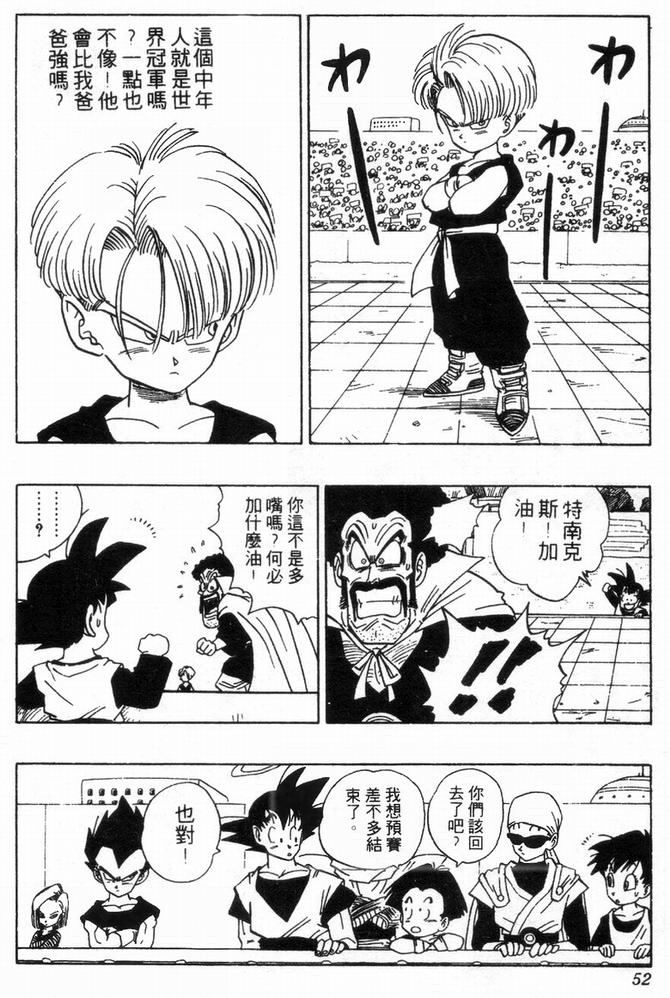 わ
わ
わ
這個中年
人就是世
界冠軍嗎
？一點也
不像！他
會比我爸
爸強嗎？
特南克
斯！加
油！
!!
你這不是多
嘴嗎？何必
加什麼油！
……？
你們該回
去了吧？
我想預賽
差不多結
束了。
也對！
52